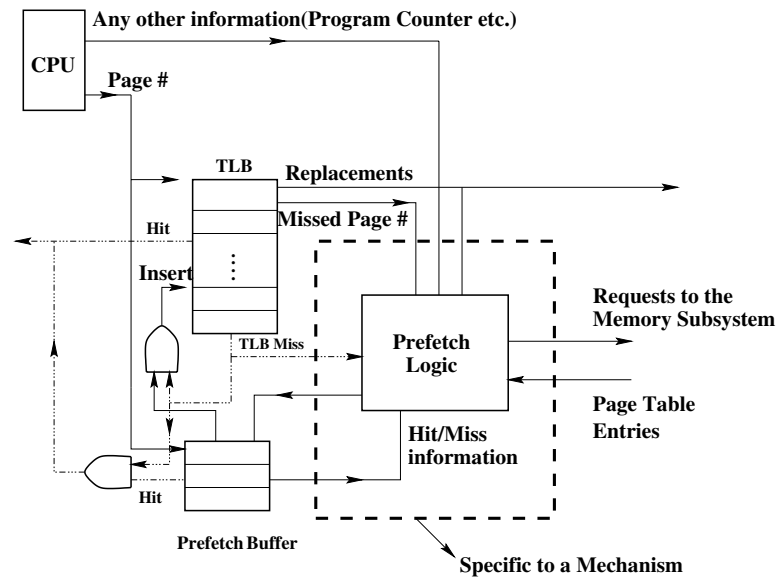 Any other information(Program Counter etc.)
CPU
Page #
TLB
Replacements
Missed Page #
Hit
Insert
Requests to the
Memory Subsystem
TLB Miss
Prefetch
Logic
Page Table
Entries
Hit/Miss
information
Hit
Prefetch Buffer
Specific to a Mechanism